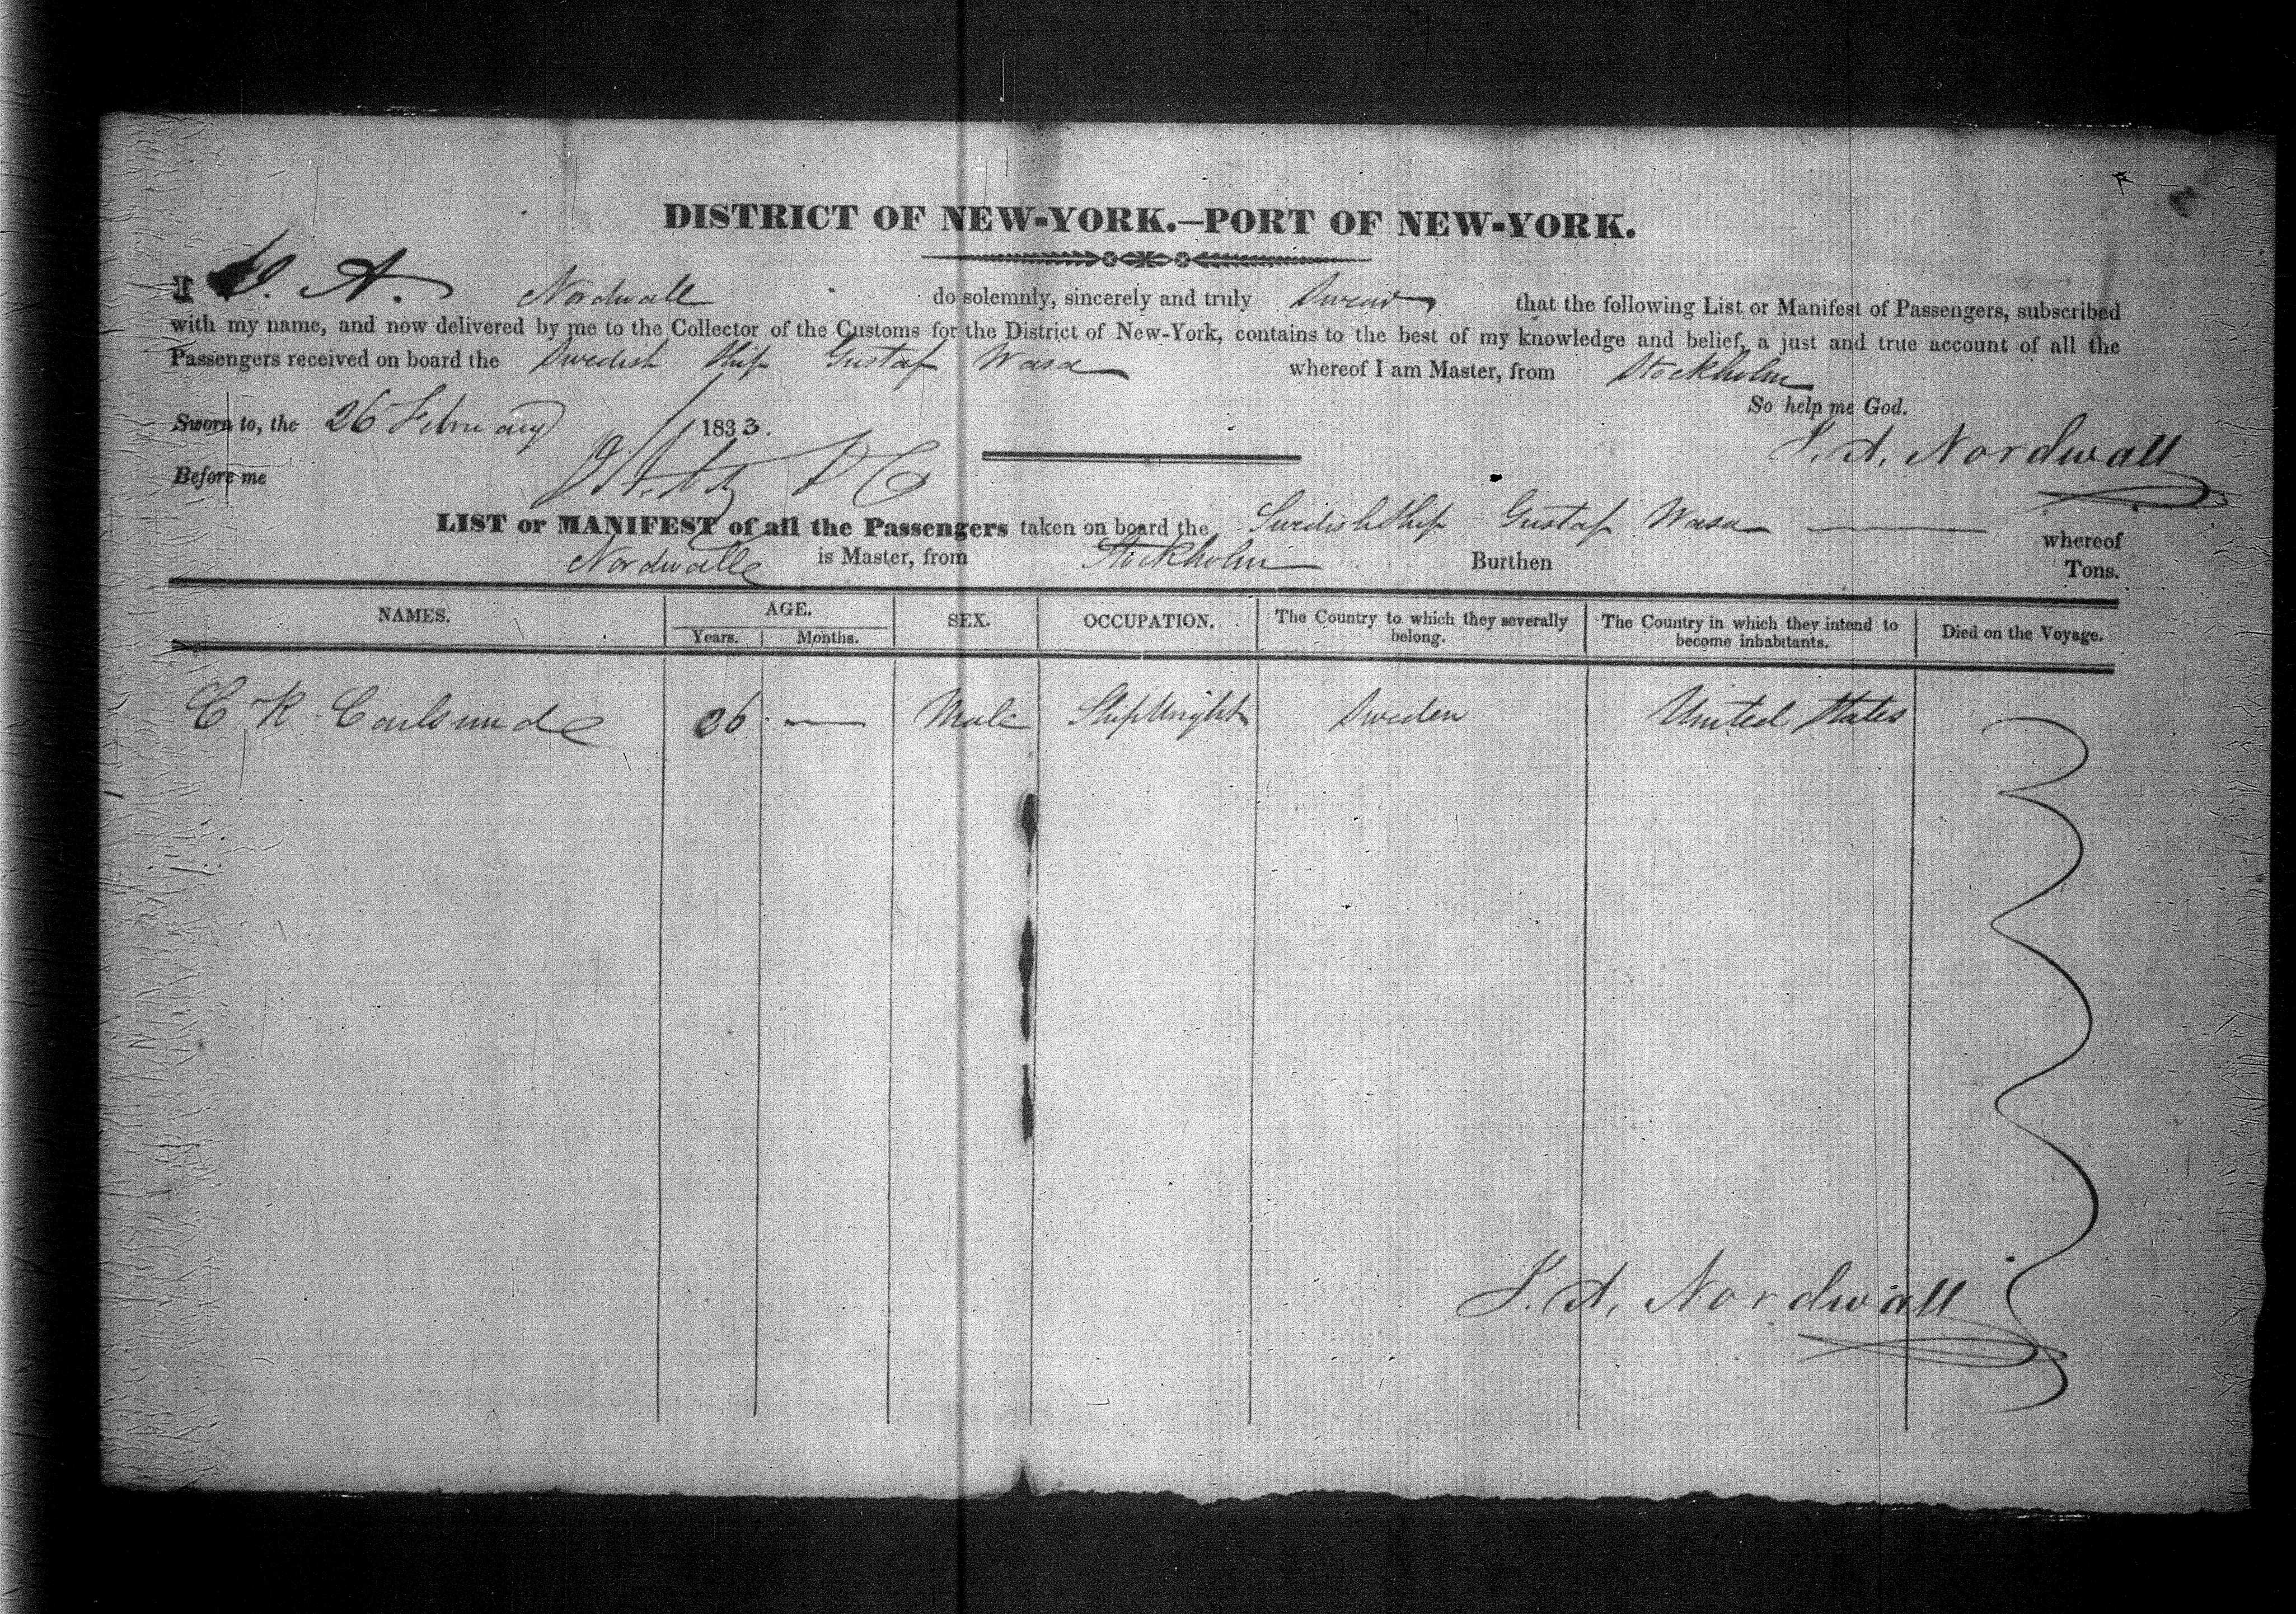 DISTRICT OF NEW-YORK.—PORT OF NEW-YORK.
I A. Nordwall do solemnly, sincerely and truly Swear that the following List or Manifest of Passengers, subscribed
with my name, and now delivered by me to the Collector of the Customs for the District of New-York, contains to the best of my knowledge and belief, a just and true account of all the
Passengers received on board the Swedish Ship Gustaf Wasa whereof I am Master, from Stockholm
So help me God.
Sworn to, the 26 February 1833.
A. Nordwall
Before me
LIST or MANIFEST of all the Passengers taken on board the Swedish Ship Gustaf Wasa whereof
Nordwall is Master, from Stockholm Burthen Tons.
NAMES. AGE. SEX. OCCUPATION. The Country to which they severally belong. The Country in which they intend to become inhabitants. Died on the Voyage.
Years. Months.
C R 26 — Male ShipWright Sweden United States
A. Nordwall